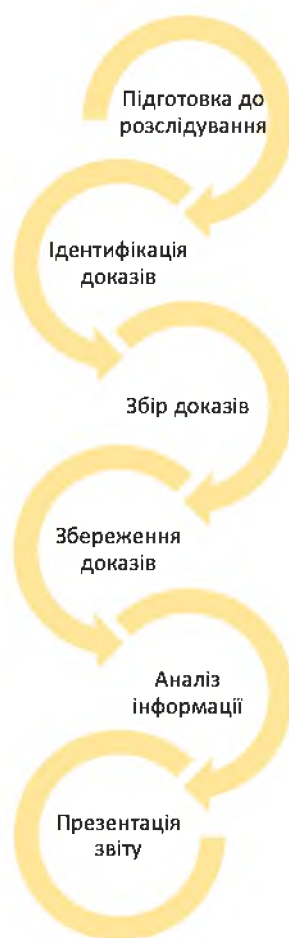 Підготовка до
розслідування
Ідентифікація
доказів
Збір доказів
Збереження
доказів
Аналіз
інформації
Презентація
звіту